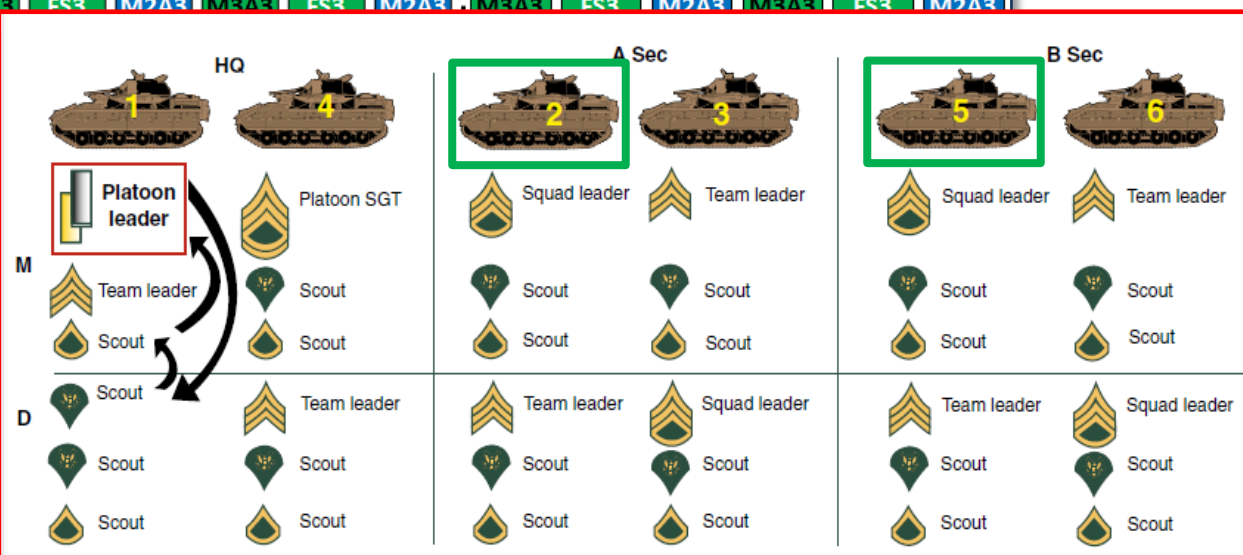 FS3 M2A3 M3A3 FS3 M2A3 M3A3 FS3 M2A3 M3A3 FS3 M2A3
HQ A Sec B Sec
1 4 2 3 5 6
Platoon leader
Platoon SGT
Squad leader
Team leader
Squad leader
Team leader
M
Team leader
Scout
Scout
Scout
Scout
Scout
Scout
Scout
Scout
Scout
Scout
Scout
D
Scout
Team leader
Team leader
Squad leader
Team leader
Squad leader
Scout
Scout
Scout
Scout
Scout
Scout
Scout
Scout
Scout
Scout
Scout
Scout